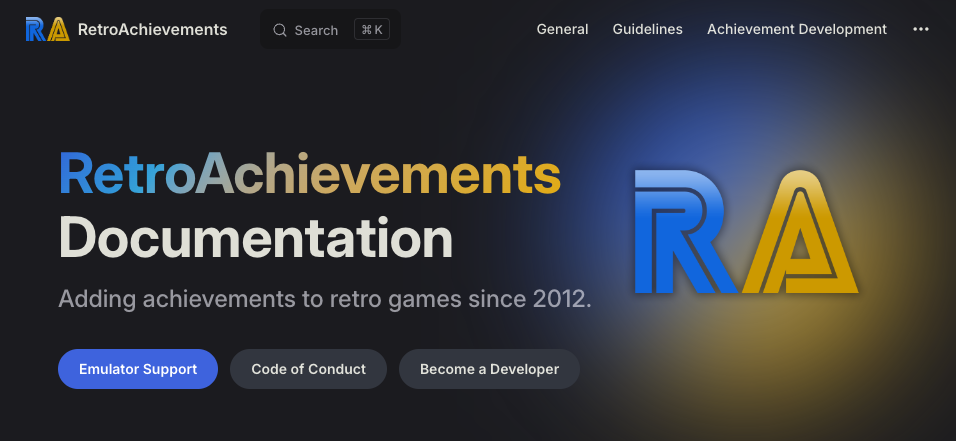 RA RetroAchievements Search ⌘ K General Guidelines Achievement Development •••
RetroAchievements
Documentation
RA
Adding achievements to retro games since 2012.
Emulator Support Code of Conduct Become a Developer